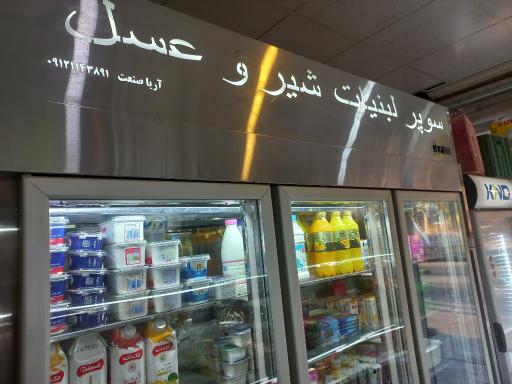 سوپر لبنیات شیر و عسل
آریا صنعت ۰۹۱۲۱۱۴۳۸۹۱